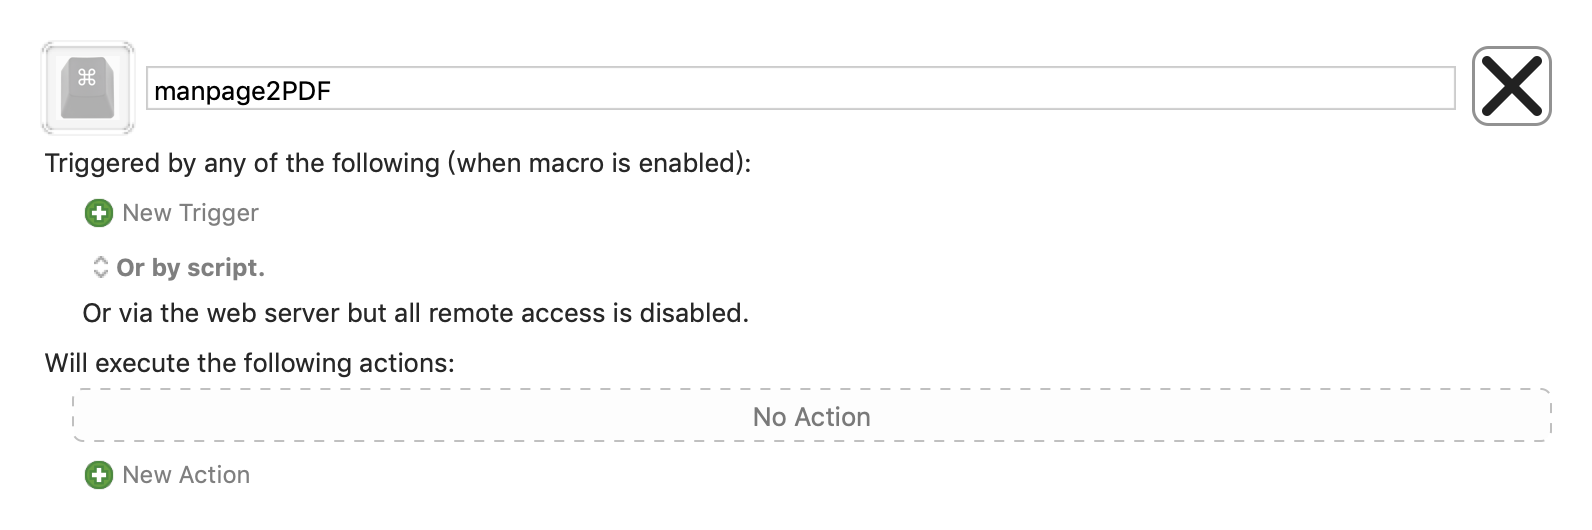 ⌘
manpage2PDF
Triggered by any of the following (when macro is enabled):
New Trigger
Or by script.
Or via the web server but all remote access is disabled.
Will execute the following actions:
No Action
New Action